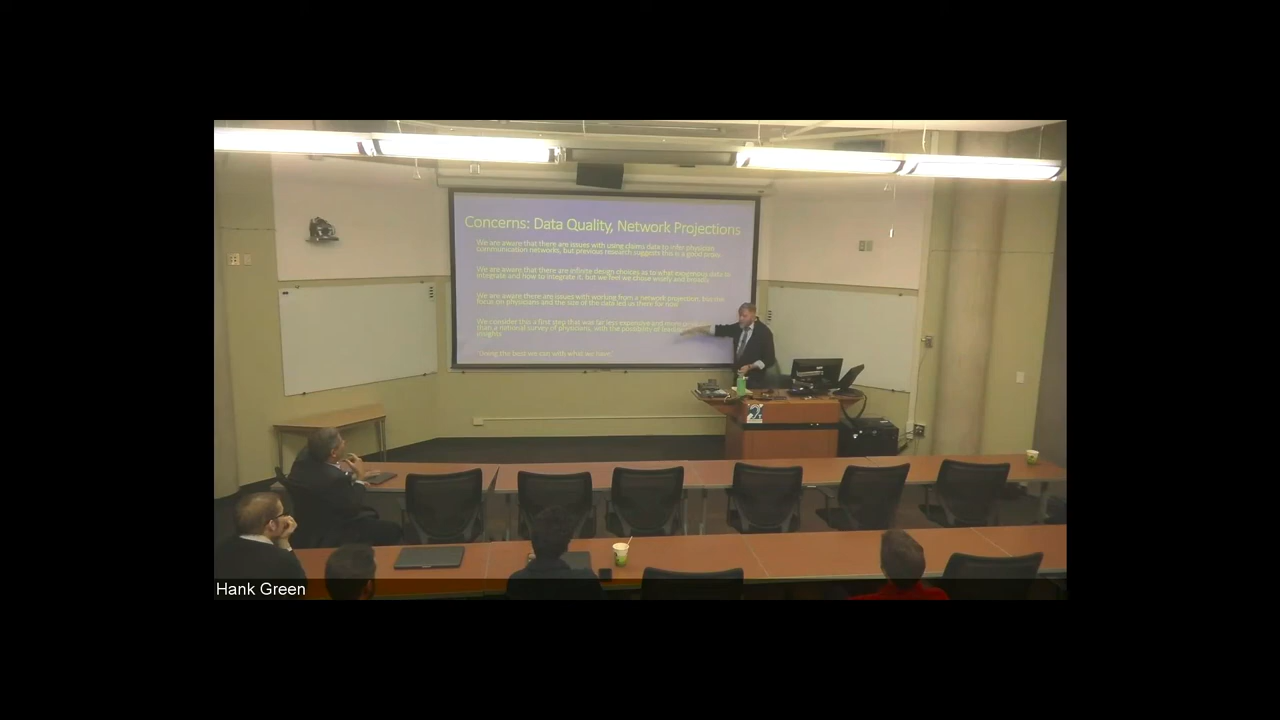 Concerns: Data Quality, Network Projections
We are aware that there are issues with using claims data to infer physician
communication networks, but previous research suggests this is a good proxy
We are aware that there are infinite design choices as to what exogenous data to
integrate and how to integrate it, but we feel we chose wisely and broadly
We are aware there are issues with working from a network projection, but our
focus on physicians and the size of the data led us there for now
We consider this a first step that was far less expensive and more
than a national survey of physicians, with the possibility of
insights
Doing the best we can with what we have
Hank Green